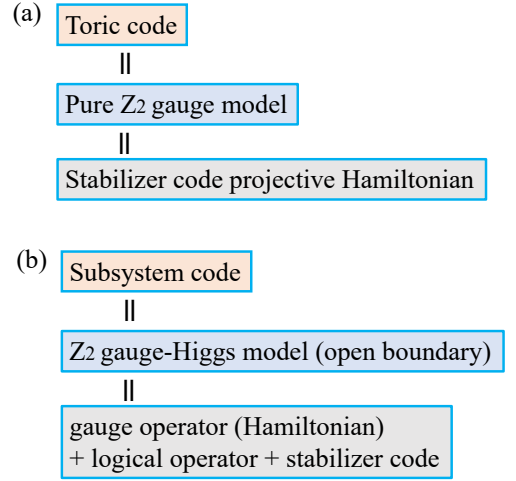 (a)
Toric code
||
Pure Z2 gauge model
||
Stabilizer code projective Hamiltonian
(b)
Subsystem code
||
Z2 gauge-Higgs model (open boundary)
||
gauge operator (Hamiltonian)
+ logical operator + stabilizer code